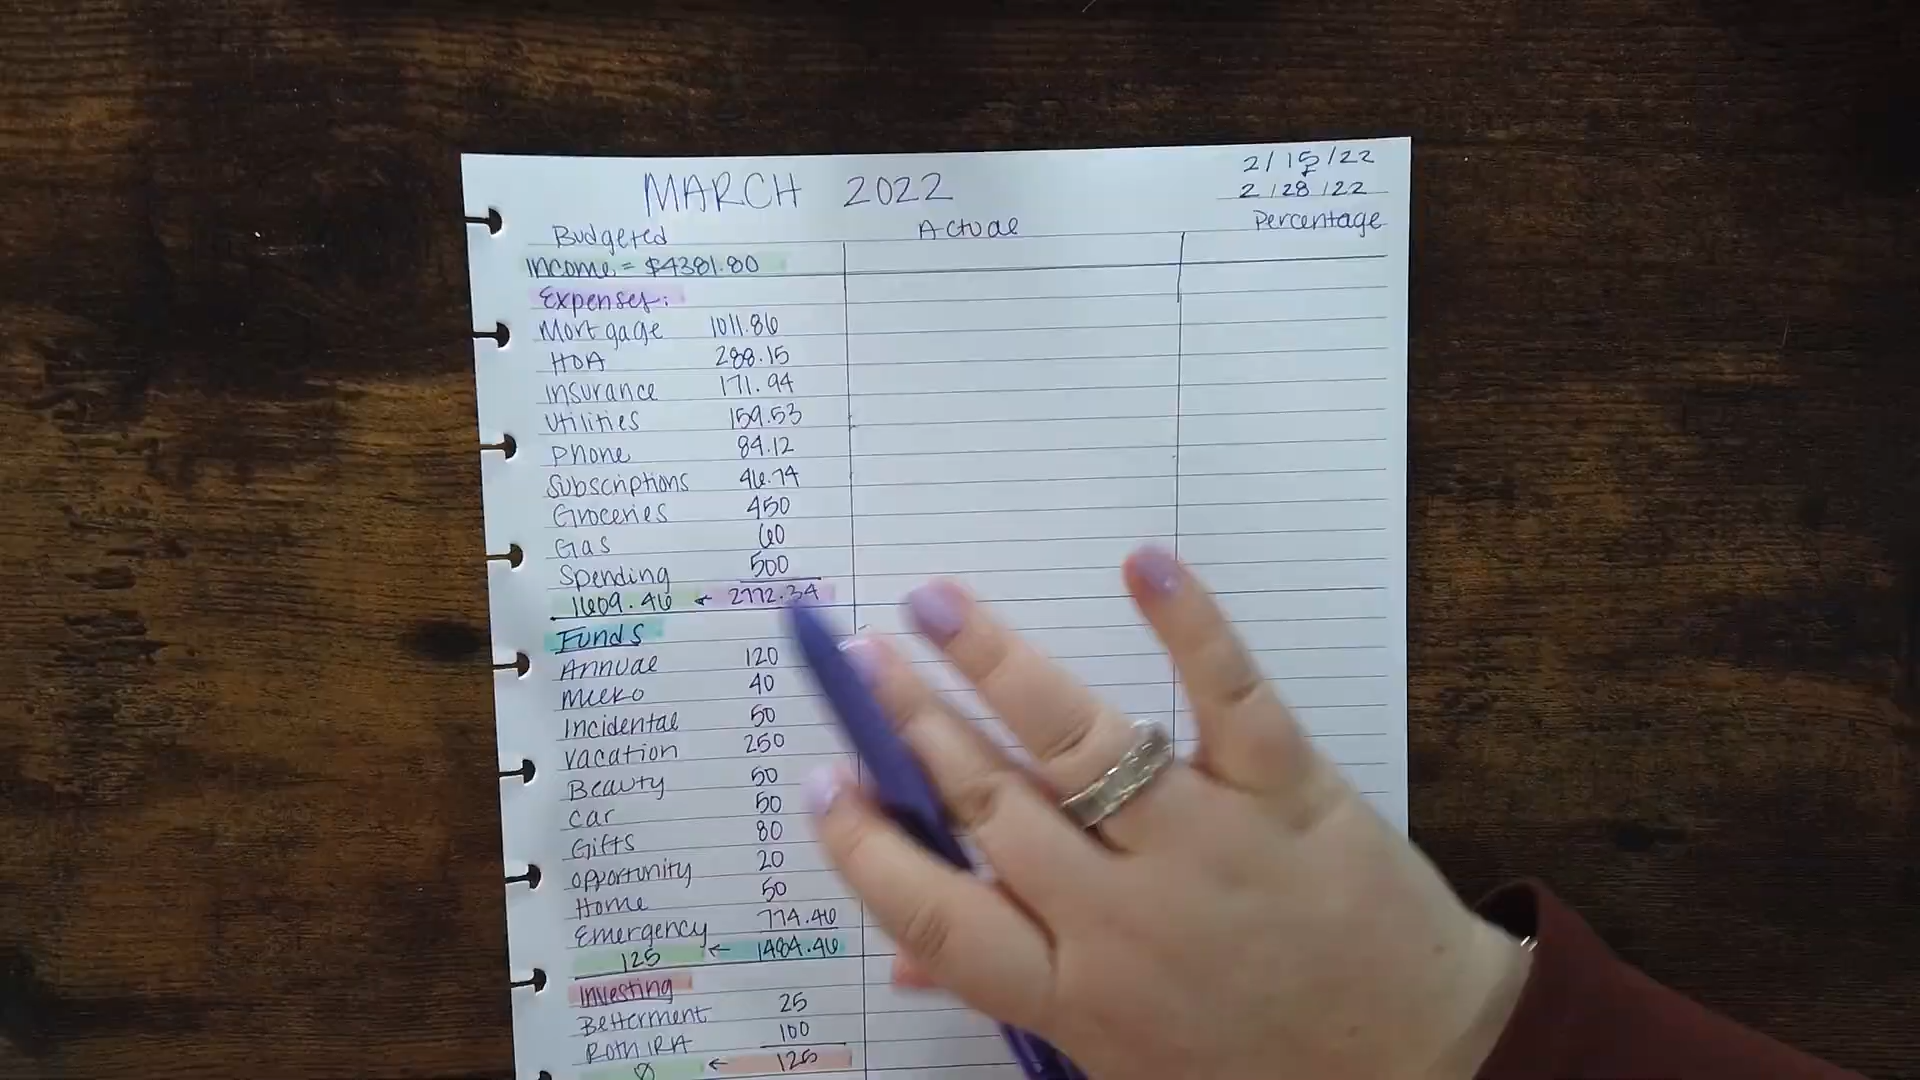 MARCH 2022
2/15/22
2/28/22
Budgeted Actual Percentage
Income = $4381.80
Expenses:
Mortgage 1011.86
HOA 288.15
Insurance 171.94
Utilities 159.53
Phone 84.12
Subscriptions 46.74
Groceries 450
Gas 60
Spending 500
1609.46 ← 2772.34
Funds
Annual 120
Meeko 40
Incidental 50
Vacation 250
Beauty 50
Car 50
Gifts 80
Opportunity 20
Home 50
Emergency 774.46
125 ← 1484.46
Investing
Betterment 25
Roth IRA 100
0 ← 125